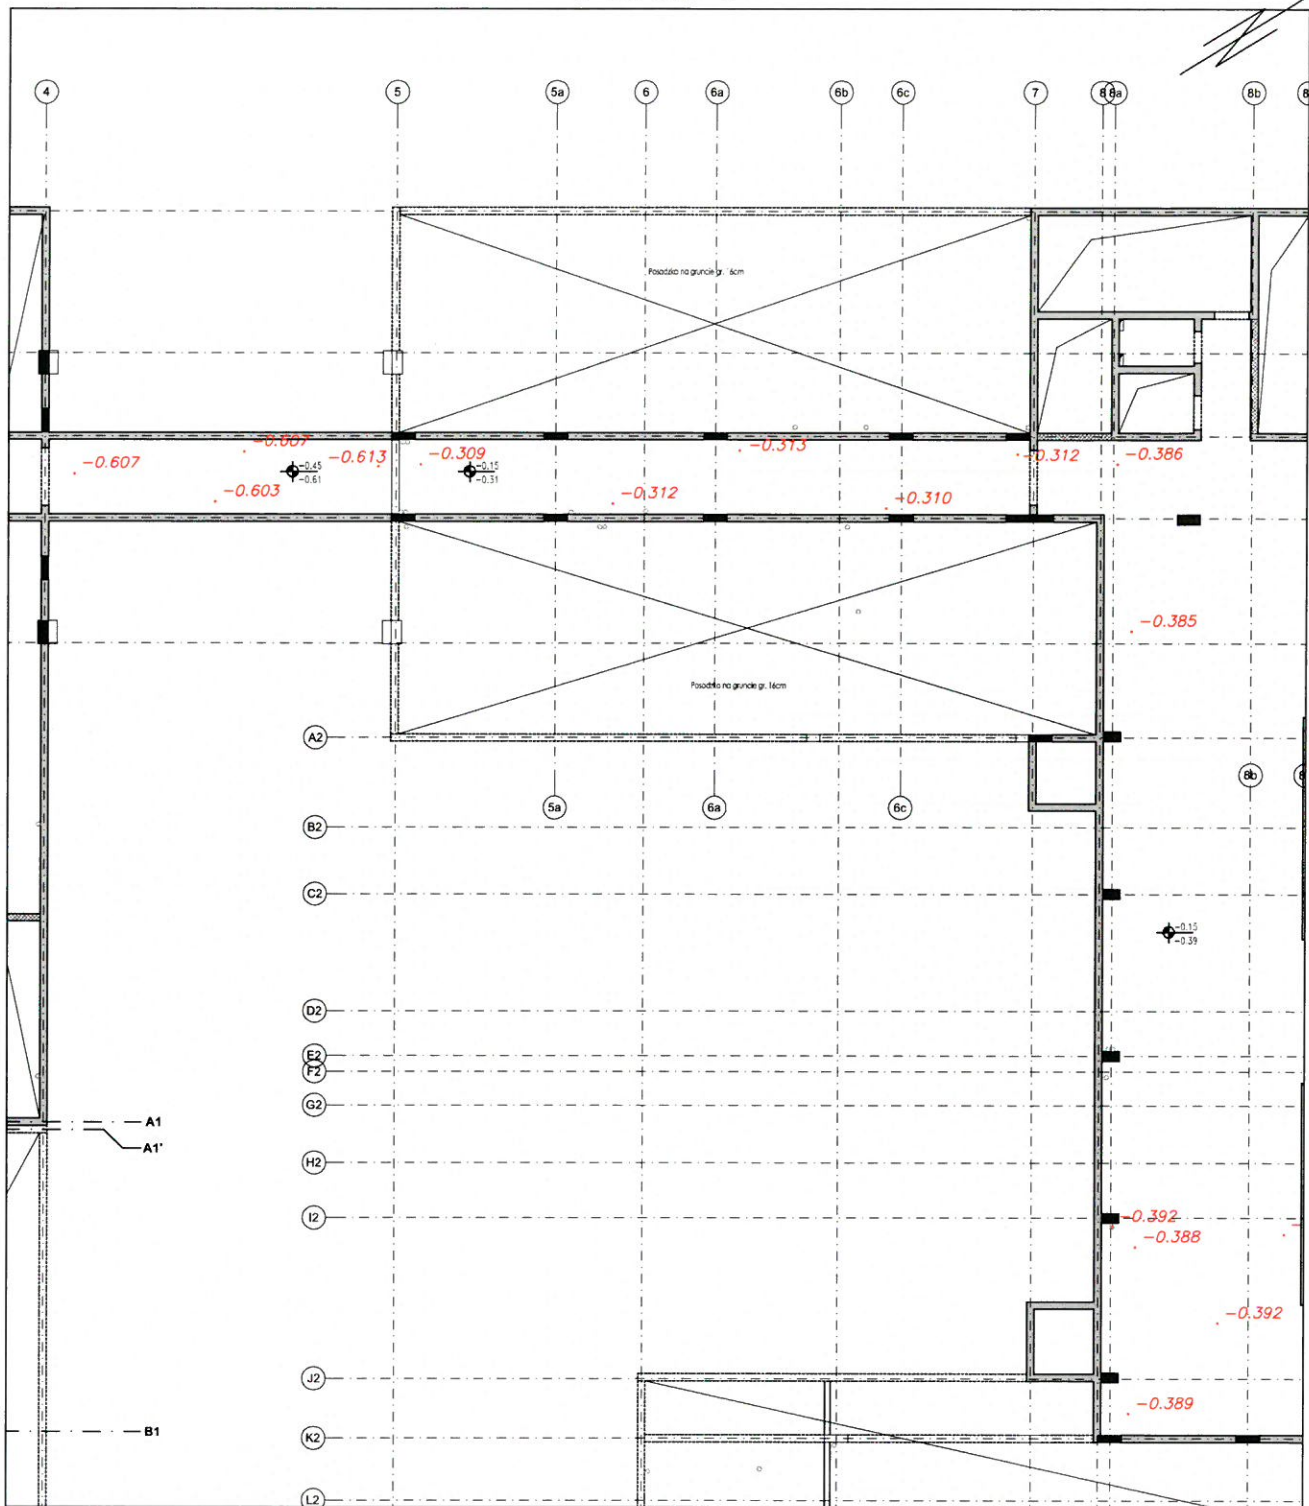 4 5 5a 6 6a 6b 6c 7 8 8a 8b 8
Posadzka na gruncie gr. 16cm
-0.607 -0.313
-0.607 -0.613 -0.309 -0.312 -0.386
-0.45 -0.15
-0.61 -0.31
-0.603 -0.312 -0.310
-0.385
Posadzka na gruncie gr. 16cm
A2
8b 8
5a 6a 6c
B2
C2
-0.15
-0.39
D2
E2
F2
G2
A1
A1'
H2
I2 -0.392
-0.388 -
-0.392
J2
-0.389
B1
K2
L2